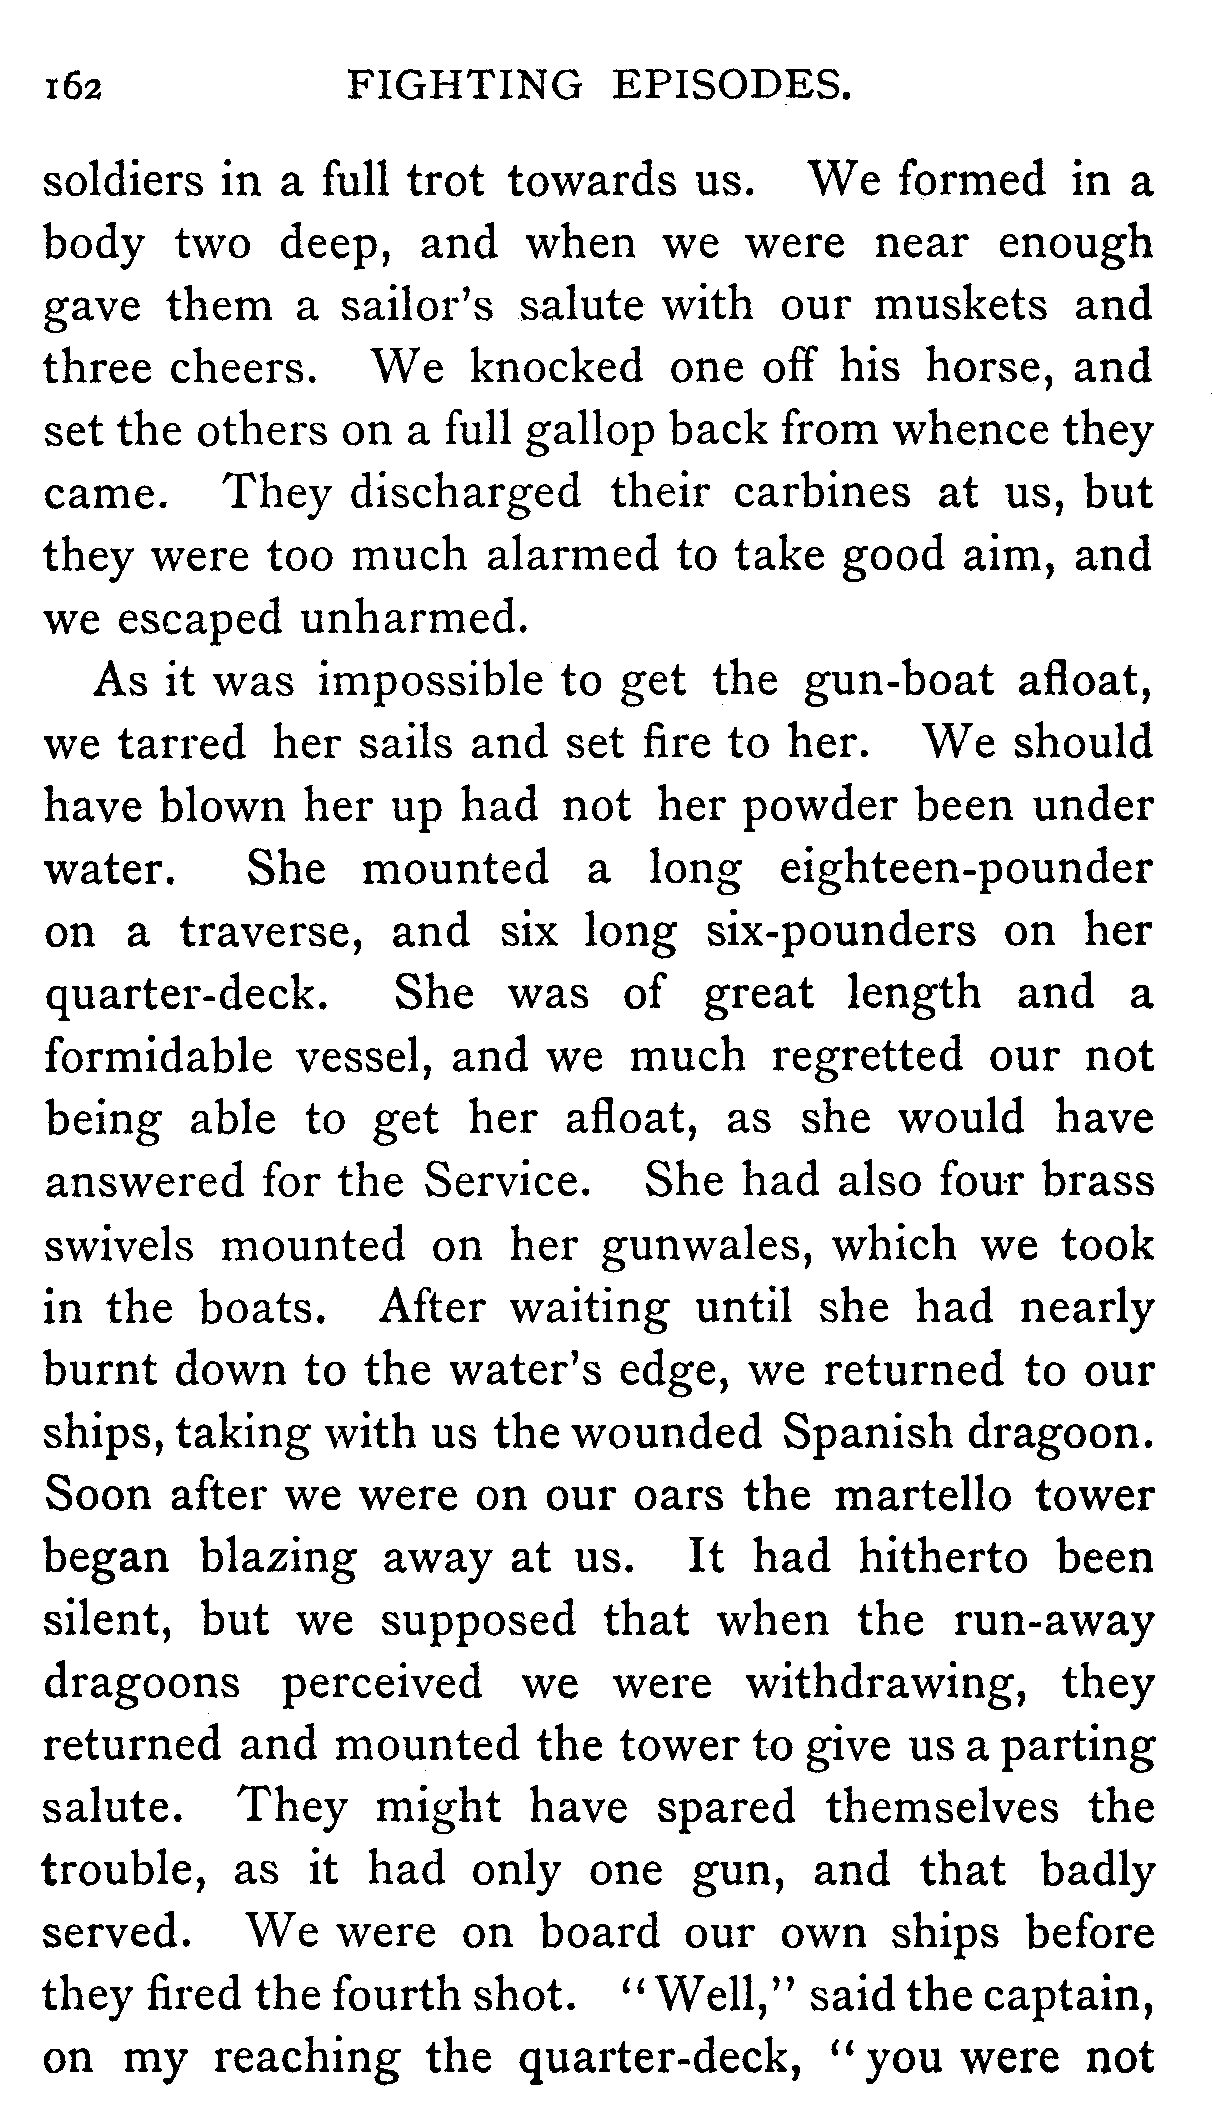 162 FIGHTING EPISODES.
soldiers in a full trot towards us. We formed in a
body two deep, and when we were near enough
gave them a sailor's salute with our muskets and
three cheers. We knocked one off his horse, and
set the others on a full gallop back from whence they
came. They discharged their carbines at us, but
they were too much alarmed to take good aim, and
we escaped unharmed.
As it was impossible to get the gun-boat afloat,
we tarred her sails and set fire to her. We should
have blown her up had not her powder been under
water. She mounted a long eighteen-pounder
on a traverse, and six long six-pounders on her
quarter-deck. She was of great length and a
formidable vessel, and we much regretted our not
being able to get her afloat, as she would have
answered for the Service. She had also four brass
swivels mounted on her gunwales, which we took
in the boats. After waiting until she had nearly
burnt down to the water's edge, we returned to our
ships, taking with us the wounded Spanish dragoon.
Soon after we were on our oars the martello tower
began blazing away at us. It had hitherto been
silent, but we supposed that when the run-away
dragoons perceived we were withdrawing, they
returned and mounted the tower to give us a parting
salute. They might have spared themselves the
trouble, as it had only one gun, and that badly
served. We were on board our own ships before
they fired the fourth shot. "Well," said the captain,
on my reaching the quarter-deck, "you were not